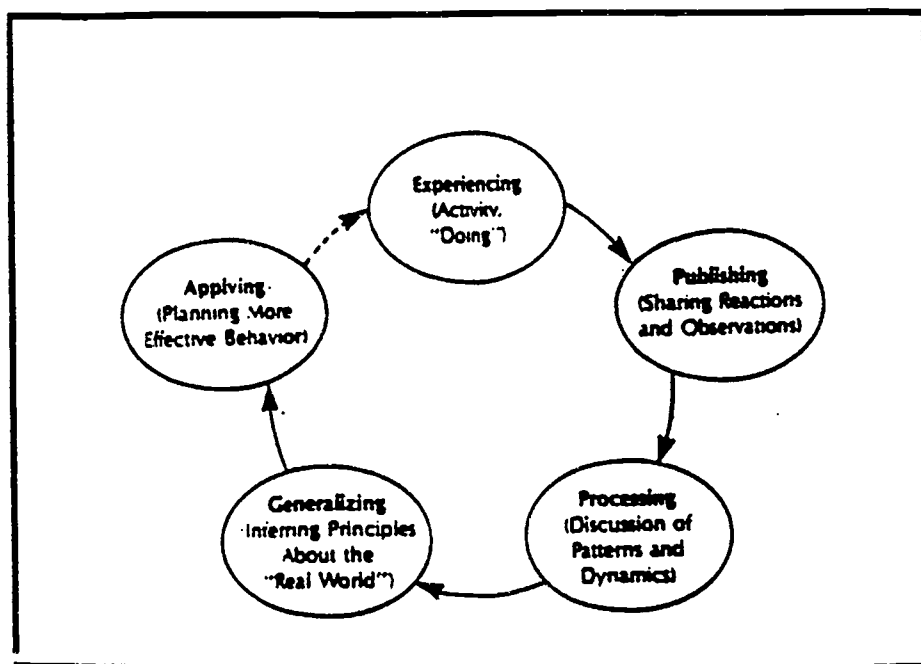 Experiencing
(Activity,
"Doing")
Publishing
(Sharing Reactions
and Observations)
Processing
(Discussion of
Patterns and
Dynamics)
Generalizing
(Inferring Principles
About the
"Real World")
Applying
(Planning More
Effective Behavior)